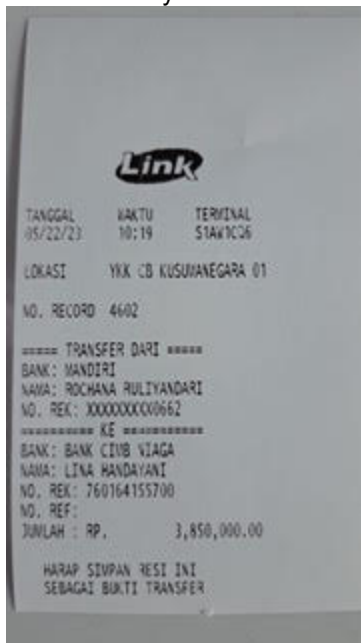 Link
TANGGAL WAKTU TERMINAL
05/22/23 10:19 S1AW1CQ6
LOKASI YKK CB KUSUMANEGARA 01
NO. RECORD 4602
===== TRANSFER DARI =====
BANK: MANDIRI
NAMA: ROCHANA RULIYANDARI
NO. REK: XXXXXXXXX0662
========== KE ===========
BANK: BANK CIMB NIAGA
NAMA: LINA HANDAYANI
NO. REK: 760164155700
NO. REF:
JUMLAH : RP. 3,850,000.00
HARAP SIMPAN RESI INI
SEBAGAI BUKTI TRANSFER